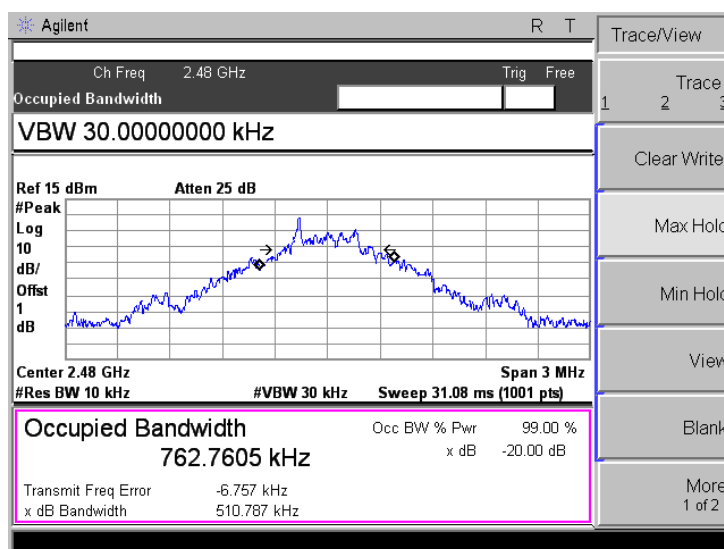 Agilent
R T
Trace/View
Ch Freq 2.48 GHz Trig Free
Occupied Bandwidth
VBW 30.00000000 kHz
Ref 15 dBm Atten 25 dB
#Peak
Log
10
dB/
Offst
1
dB
Center 2.48 GHz Span 3 MHz
#Res BW 10 kHz #VBW 30 kHz Sweep 31.08 ms (1001 pts)
Occupied Bandwidth Occ BW % Pwr 99.00 %
762.7605 kHz x dB -20.00 dB
Transmit Freq Error -6.757 kHz
x dB Bandwidth 510.787 kHz
Trace
1 2 3
Clear Write
Max Hold
Min Hold
View
Blank
More
1 of 2